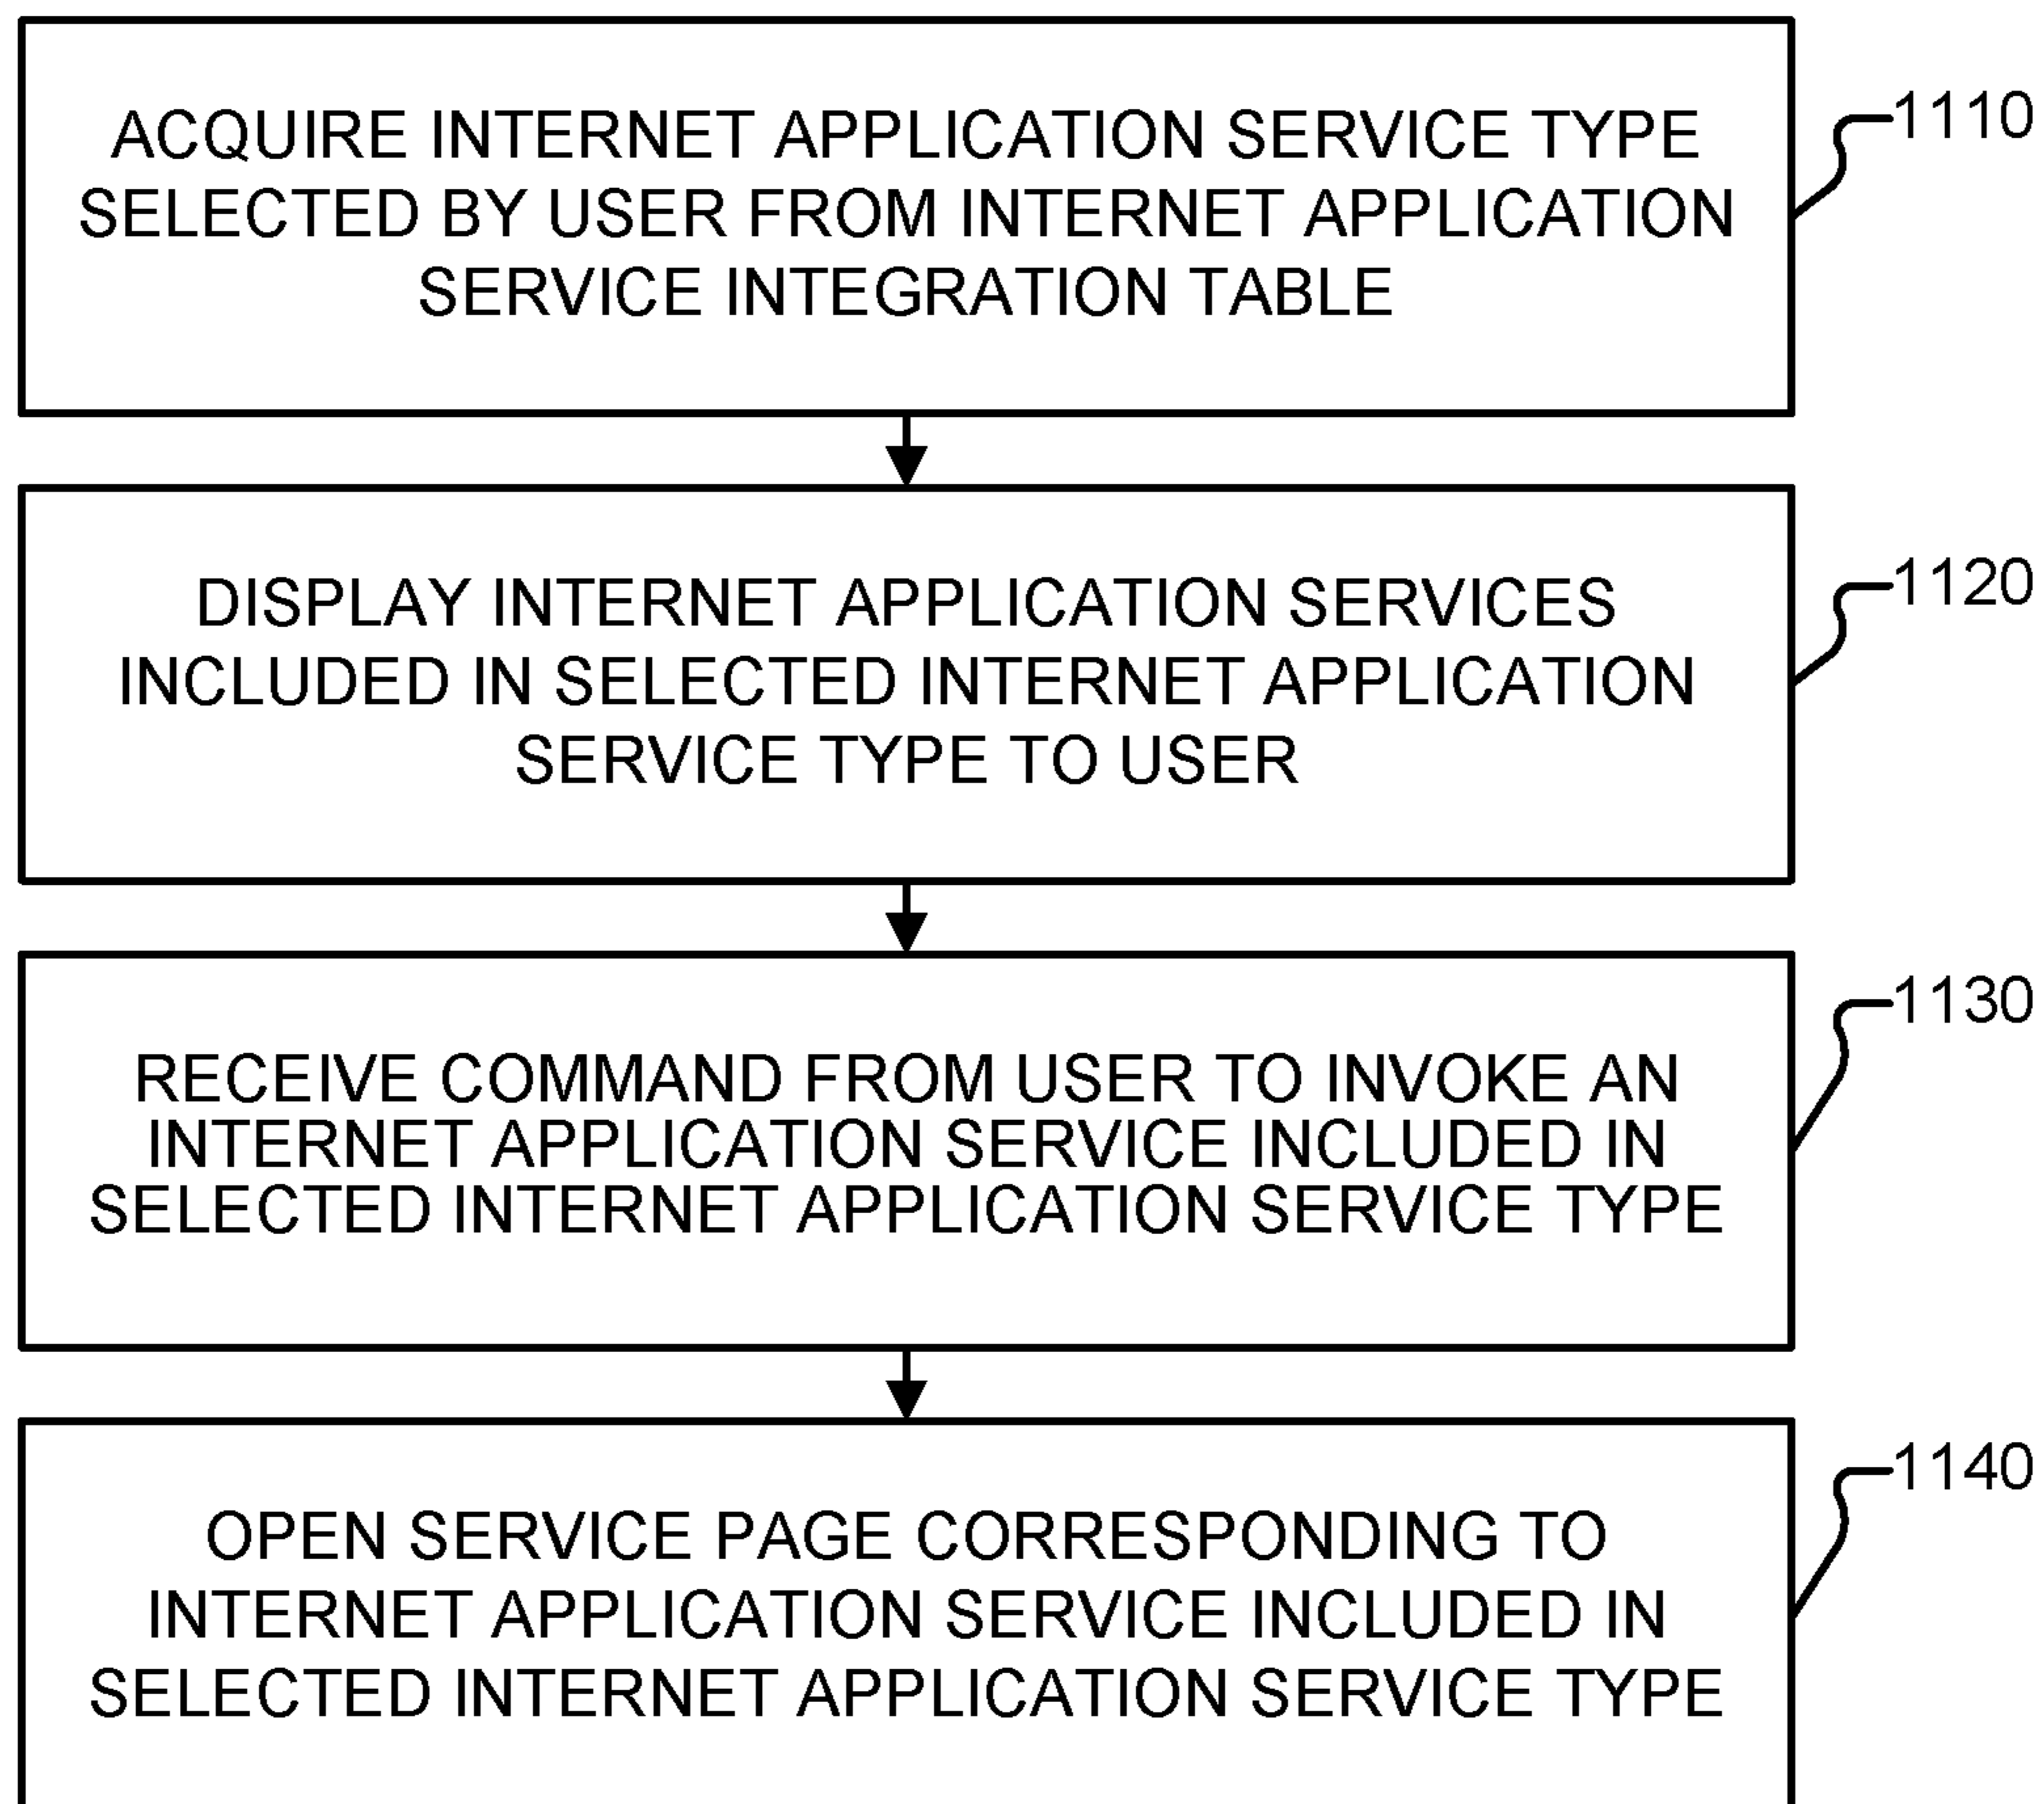 ACQUIRE INTERNET APPLICATION SERVICE TYPE
SELECTED BY USER FROM INTERNET APPLICATION
SERVICE INTEGRATION TABLE
1110
DISPLAY INTERNET APPLICATION SERVICES
INCLUDED IN SELECTED INTERNET APPLICATION
SERVICE TYPE TO USER
1120
RECEIVE COMMAND FROM USER TO INVOKE AN
INTERNET APPLICATION SERVICE INCLUDED IN
SELECTED INTERNET APPLICATION SERVICE TYPE
1130
OPEN SERVICE PAGE CORRESPONDING TO
INTERNET APPLICATION SERVICE INCLUDED IN
SELECTED INTERNET APPLICATION SERVICE TYPE
1140